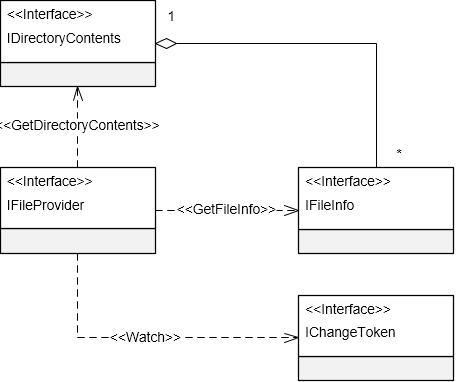 <<Interface>>
1
IDirectoryContents
<<GetDirectoryContents>>
*
<<Interface>>
IFileProvider
<<GetFileInfo>>
<<Interface>>
IFileInfo
<<Watch>>
<<Interface>>
IChangeToken